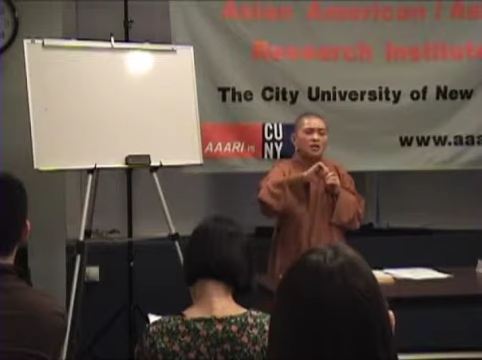 Asian American / As
Research Institute
The City University of New
AAARI
CU
NY
www.aaa